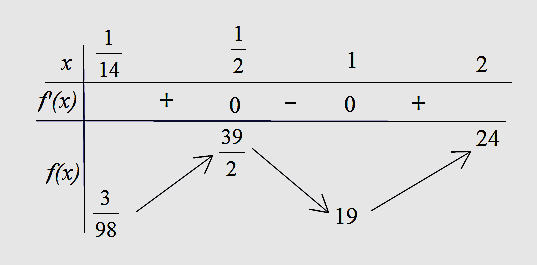 x 1/14 1/2 1 2
f'(x) + 0 − 0 +
f(x) 3/98 39/2 19 24